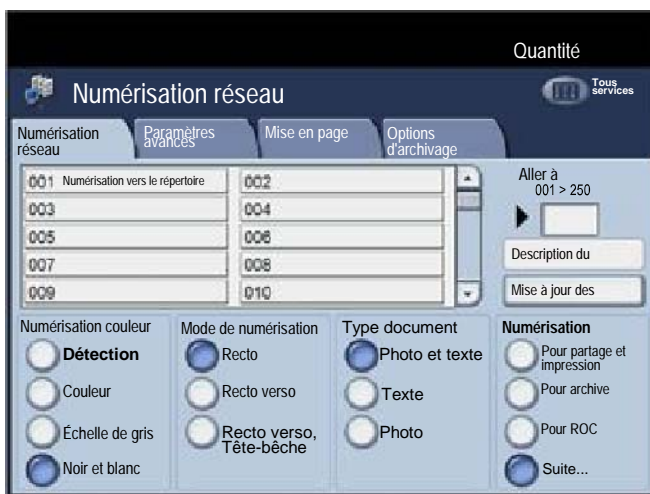 Quantité
Numérisation réseau
Tous
services
Numérisation
réseau
Paramètres
avancés
Mise en page
Options
d'archivage
001 Numérisation vers le répertoire
002
003
004
005
006
007
008
009
010
Aller à
001 > 250
Description du
Mise à jour des
Numérisation couleur
Détection
Couleur
Échelle de gris
Noir et blanc
Mode de numérisation
Recto
Recto verso
Recto verso,
Tête-bêche
Type document
Photo et texte
Texte
Photo
Numérisation
Pour partage et
impression
Pour archive
Pour ROC
Suite...